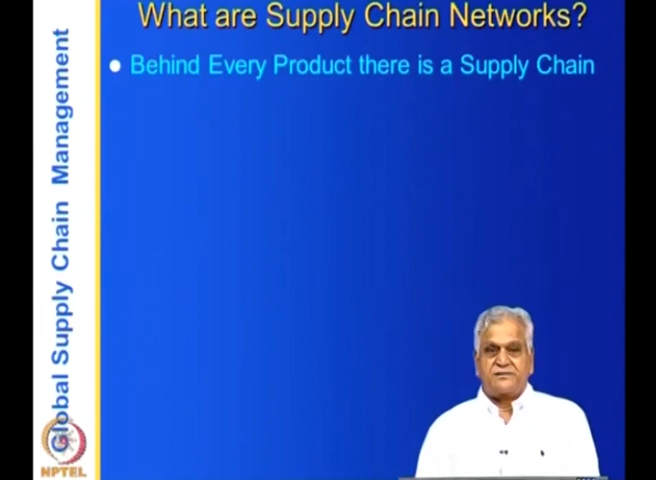 What are Supply Chain Networks?
Behind Every Product there is a Supply Chain
Global Supply Chain Management
NPTEL